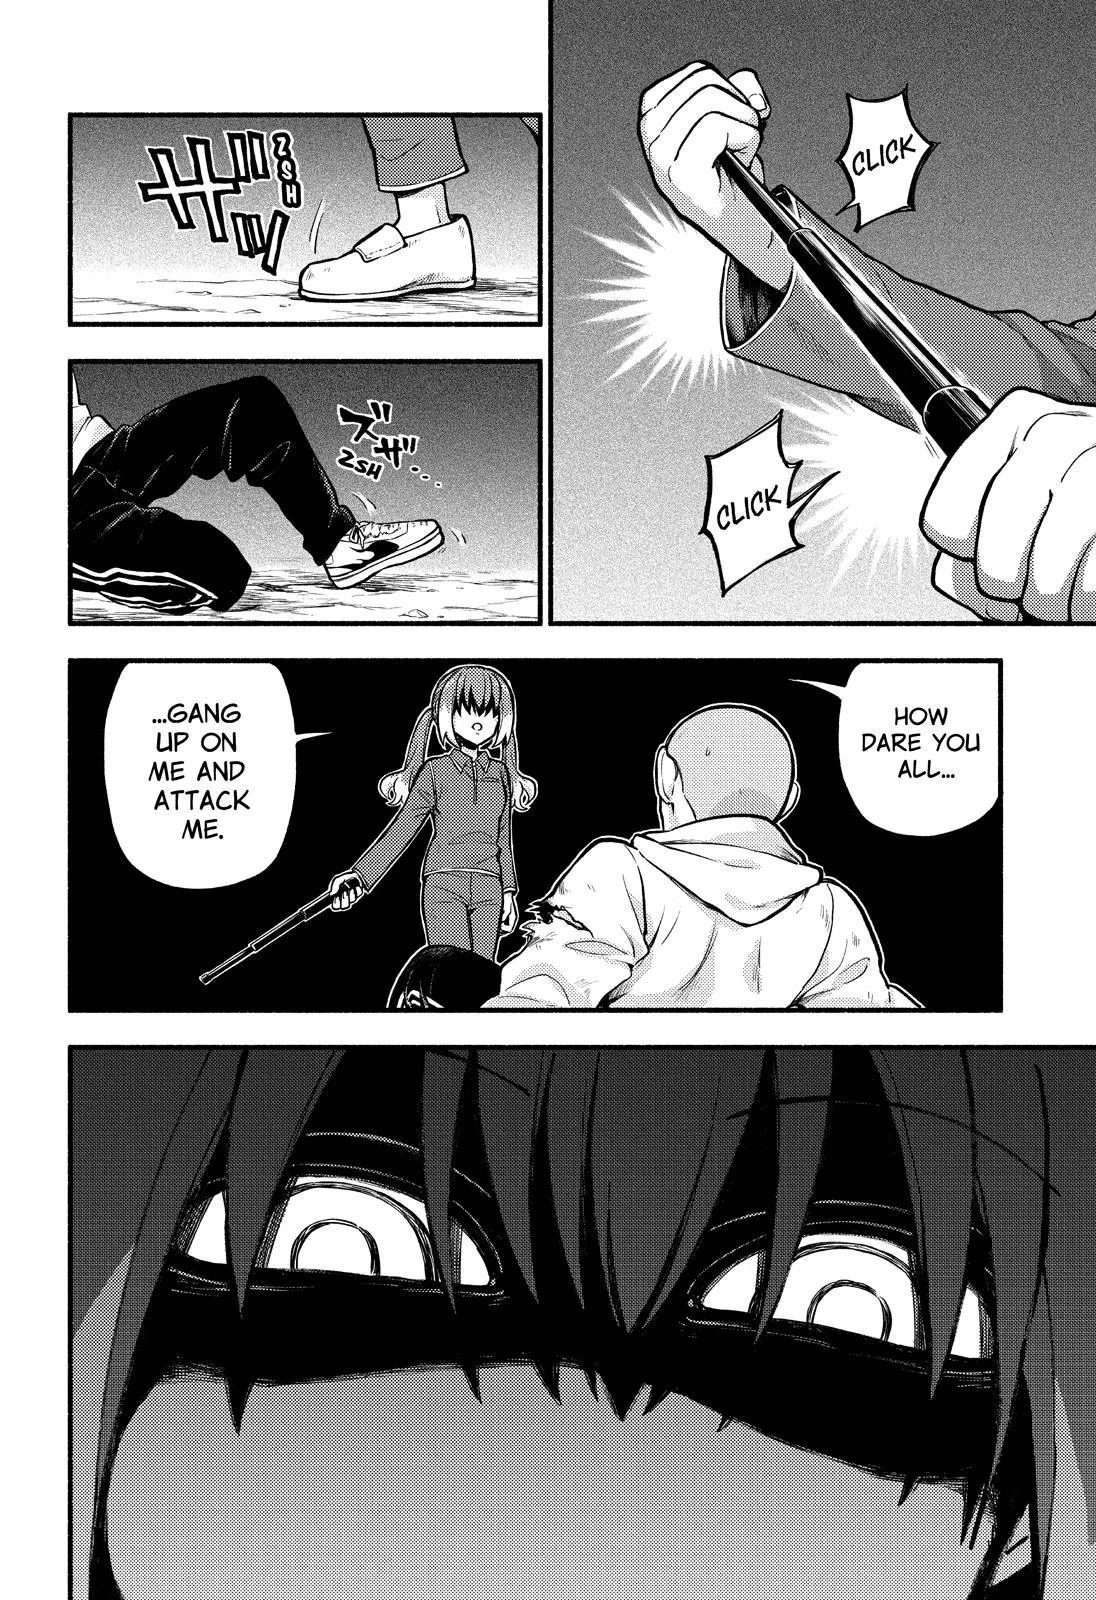 CLICK
CLICK
ザッ
ZSH
ズザ...
ZSH
HOW
DARE YOU
ALL...
...GANG
UP ON
ME AND
ATTACK
ME.